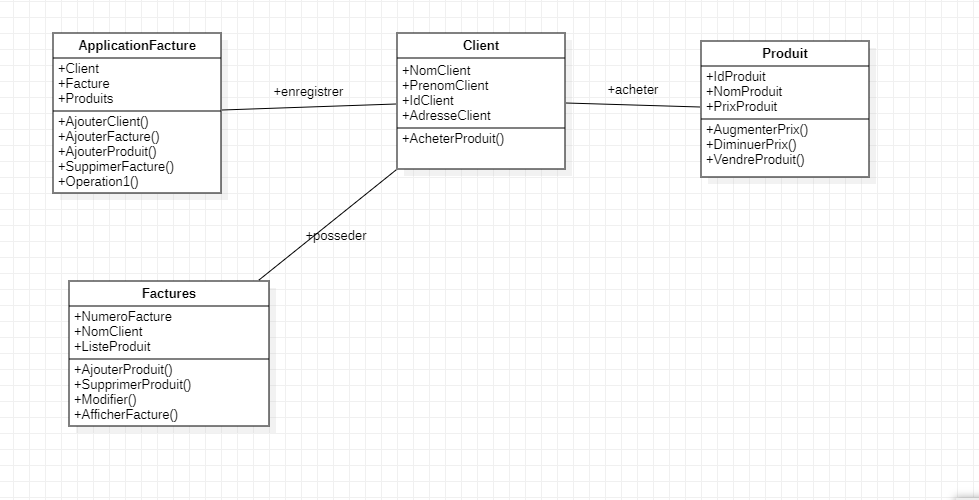 ApplicationFacture
+Client
+Facture
+Produits
+AjouterClient()
+AjouterFacture()
+AjouterProduit()
+SuppimerFacture()
+Operation1()
+enregistrer
Client
+NomClient
+PrenomClient
+IdClient
+AdresseClient
+AcheterProduit()
+acheter
Produit
+IdProduit
+NomProduit
+PrixProduit
+AugmenterPrix()
+DiminuerPrix()
+VendreProduit()
+posseder
Factures
+NumeroFacture
+NomClient
+ListeProduit
+AjouterProduit()
+SupprimerProduit()
+Modifier()
+AfficherFacture()